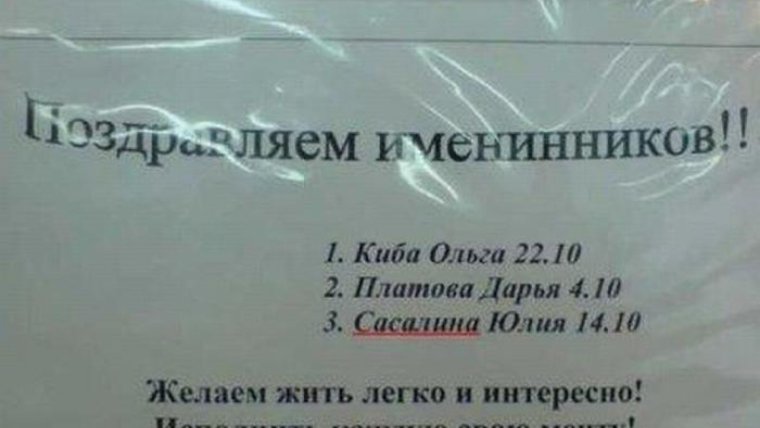 Поздравляем именинников!!
1. Киба Ольга 22.10
2. Платова Дарья 4.10
3. Сасалина Юлия 14.10
Желаем жить легко и интересно!